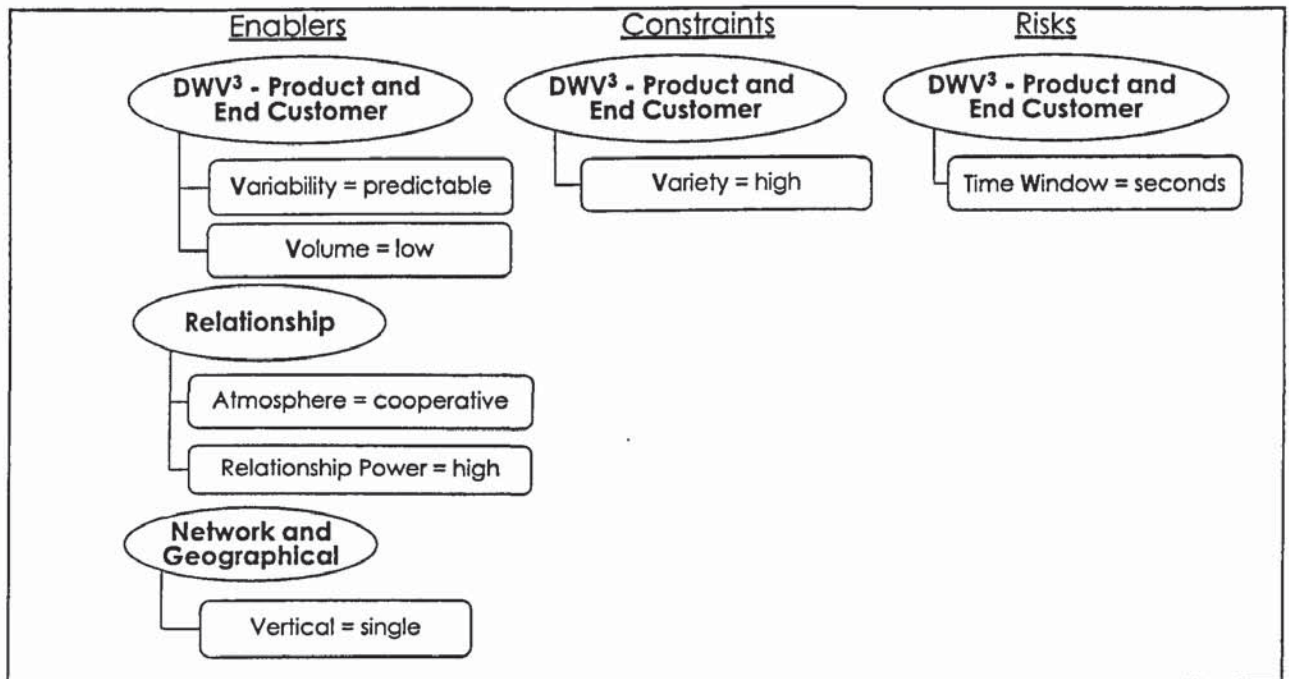 Enablers
DWV³ - Product and
End Customer
Variability = predictable
Volume = low
Relationship
Atmosphere = cooperative
Relationship Power = high
Network and
Geographical
Vertical = single
Constraints
DWV³ - Product and
End Customer
Variety = high
Risks
DWV³ - Product and
End Customer
Time Window = seconds